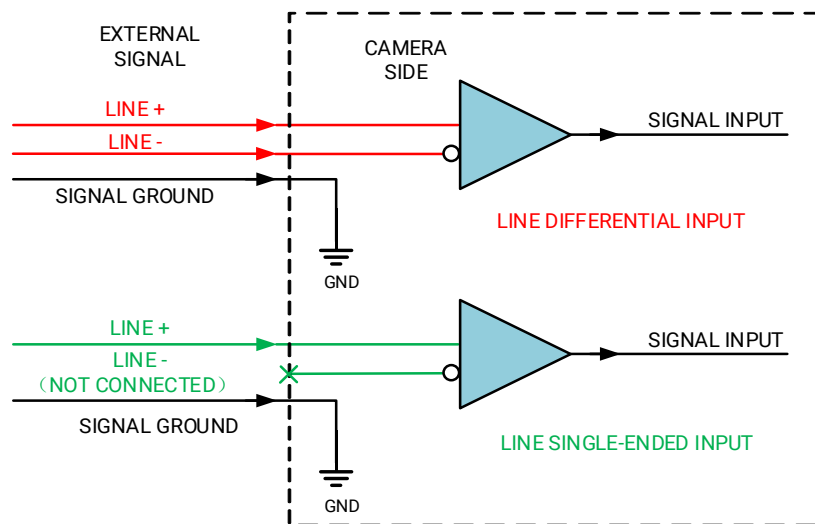 EXTERNAL
SIGNAL
CAMERA
SIDE
LINE +
LINE -
SIGNAL GROUND
GND
SIGNAL INPUT
LINE DIFFERENTIAL INPUT
LINE +
LINE -
（NOT CONNECTED）
SIGNAL GROUND
GND
SIGNAL INPUT
LINE SINGLE-ENDED INPUT